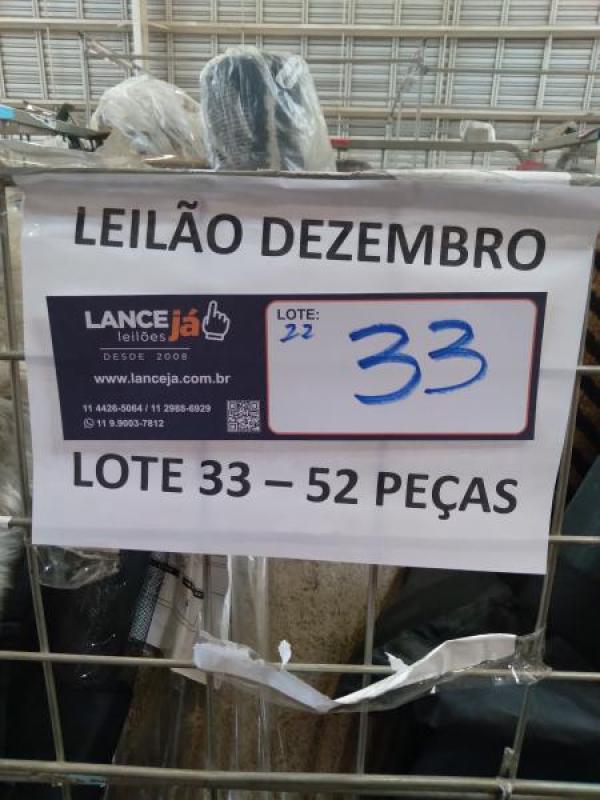 LEILÃO DEZEMBRO
LANCE já
leilões
DESDE 2008
www.lanceja.com.br
11 4426-5064 / 11 2988-6929
11 9.9003-7812
LOTE:
22
33
LOTE 33 – 52 PEÇAS